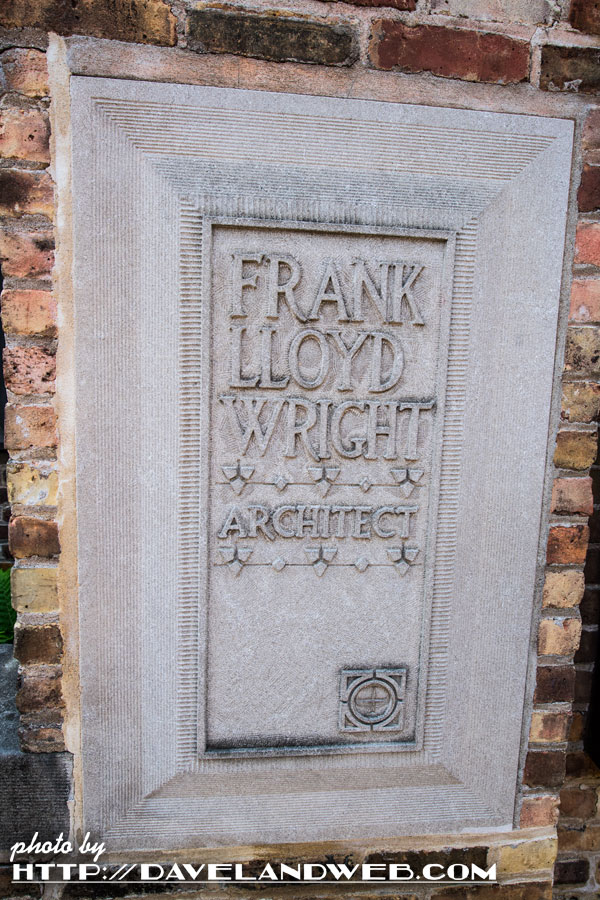 FRANK
LLOYD
WRIGHT
ARCHITECT
photo by
HTTP://DAVELANDWEB.COM